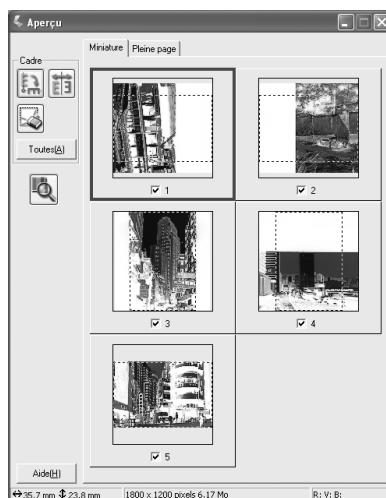 Aperçu
Miniature Pleine page
Cadre
Toutes(A)
1
2
3
4
5
Aide(H)
35.7 mm 23.8 mm 1800 x 1200 pixels 6.17 Mo R: V: B: